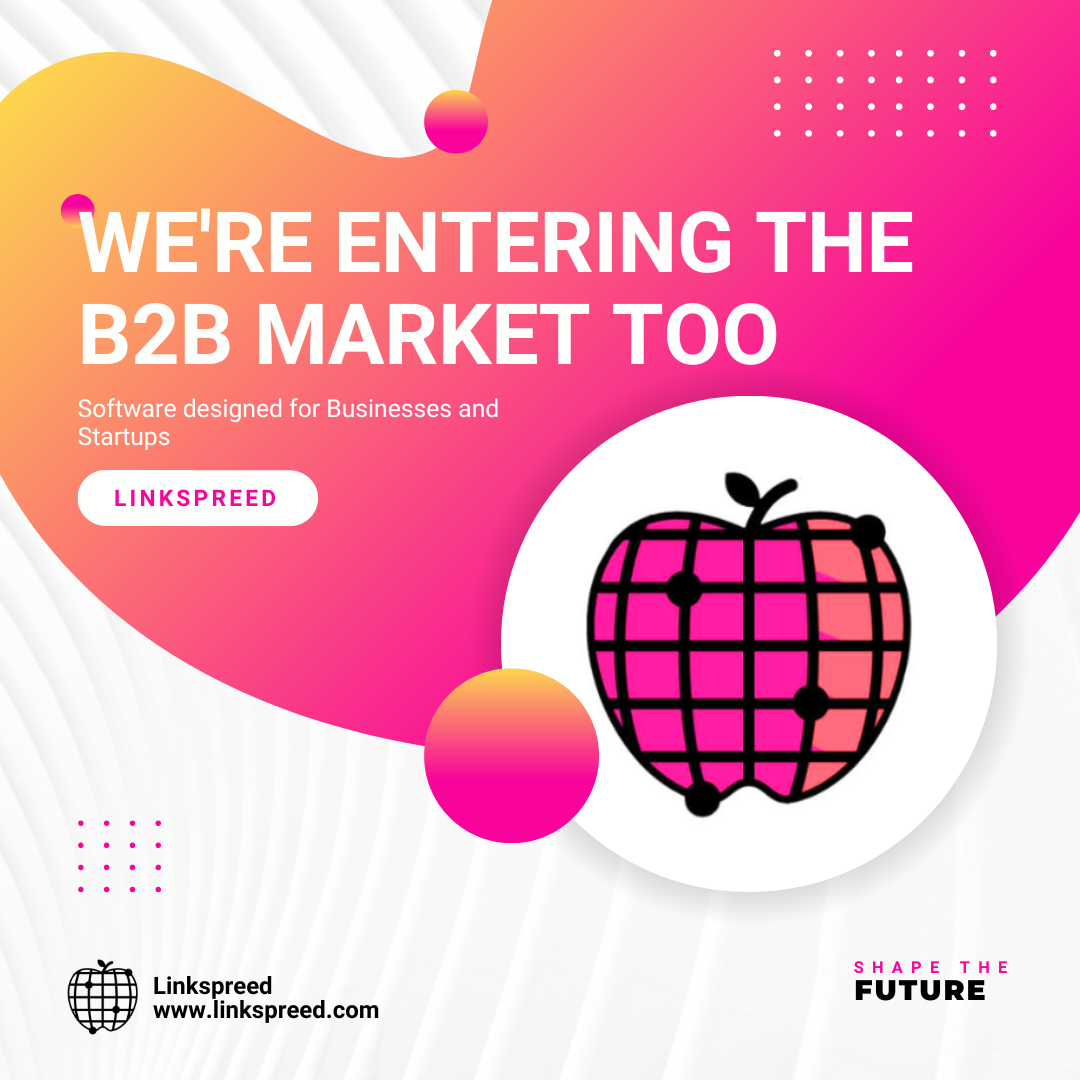 WE'RE ENTERING THE
B2B MARKET TOO
Software designed for Businesses and
Startups
LINKSPREED
Linkspreed
www.linkspreed.com
SHAPE THE
FUTURE